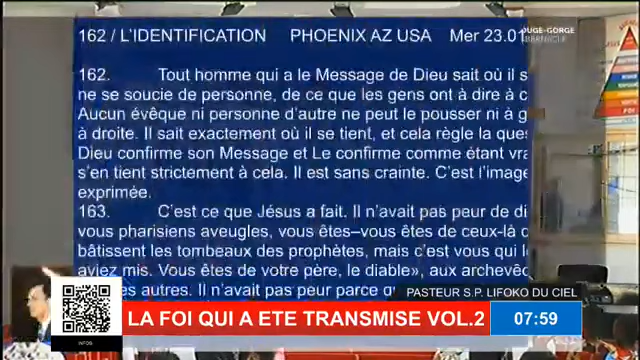 162 / L'IDENTIFICATION PHOENIX AZ USA Mer 23.01
OUGE-GORGE
162. Tout homme qui a le Message de Dieu sait où il s
ne se soucie de personne, de ce que les gens ont à dire à c
Aucun évêque ni personne d'autre ne peut le pousser ni à g
à droite. Il sait exactement où il se tient, et cela règle la ques
Dieu confirme son Message et Le confirme comme étant vra
s'en tient strictement à cela. Il est sans crainte. C'est l'image
exprimée.
163. C'est ce que Jésus a fait. Il n'avait pas peur de di
vous pharisiens aveugles, vous êtes–vous êtes de ceux-là q
bâtissent les tombeaux des prophètes, mais c'est vous qui l
aviez mis. Vous êtes de votre père, le diable», aux archevêc
es autres. Il n'avait pas peur parce qu
PASTEUR S.P. LIFOKO DU CIEL
LA FOI QUI A ETE TRANSMISE VOL.2
07:59
INFOS